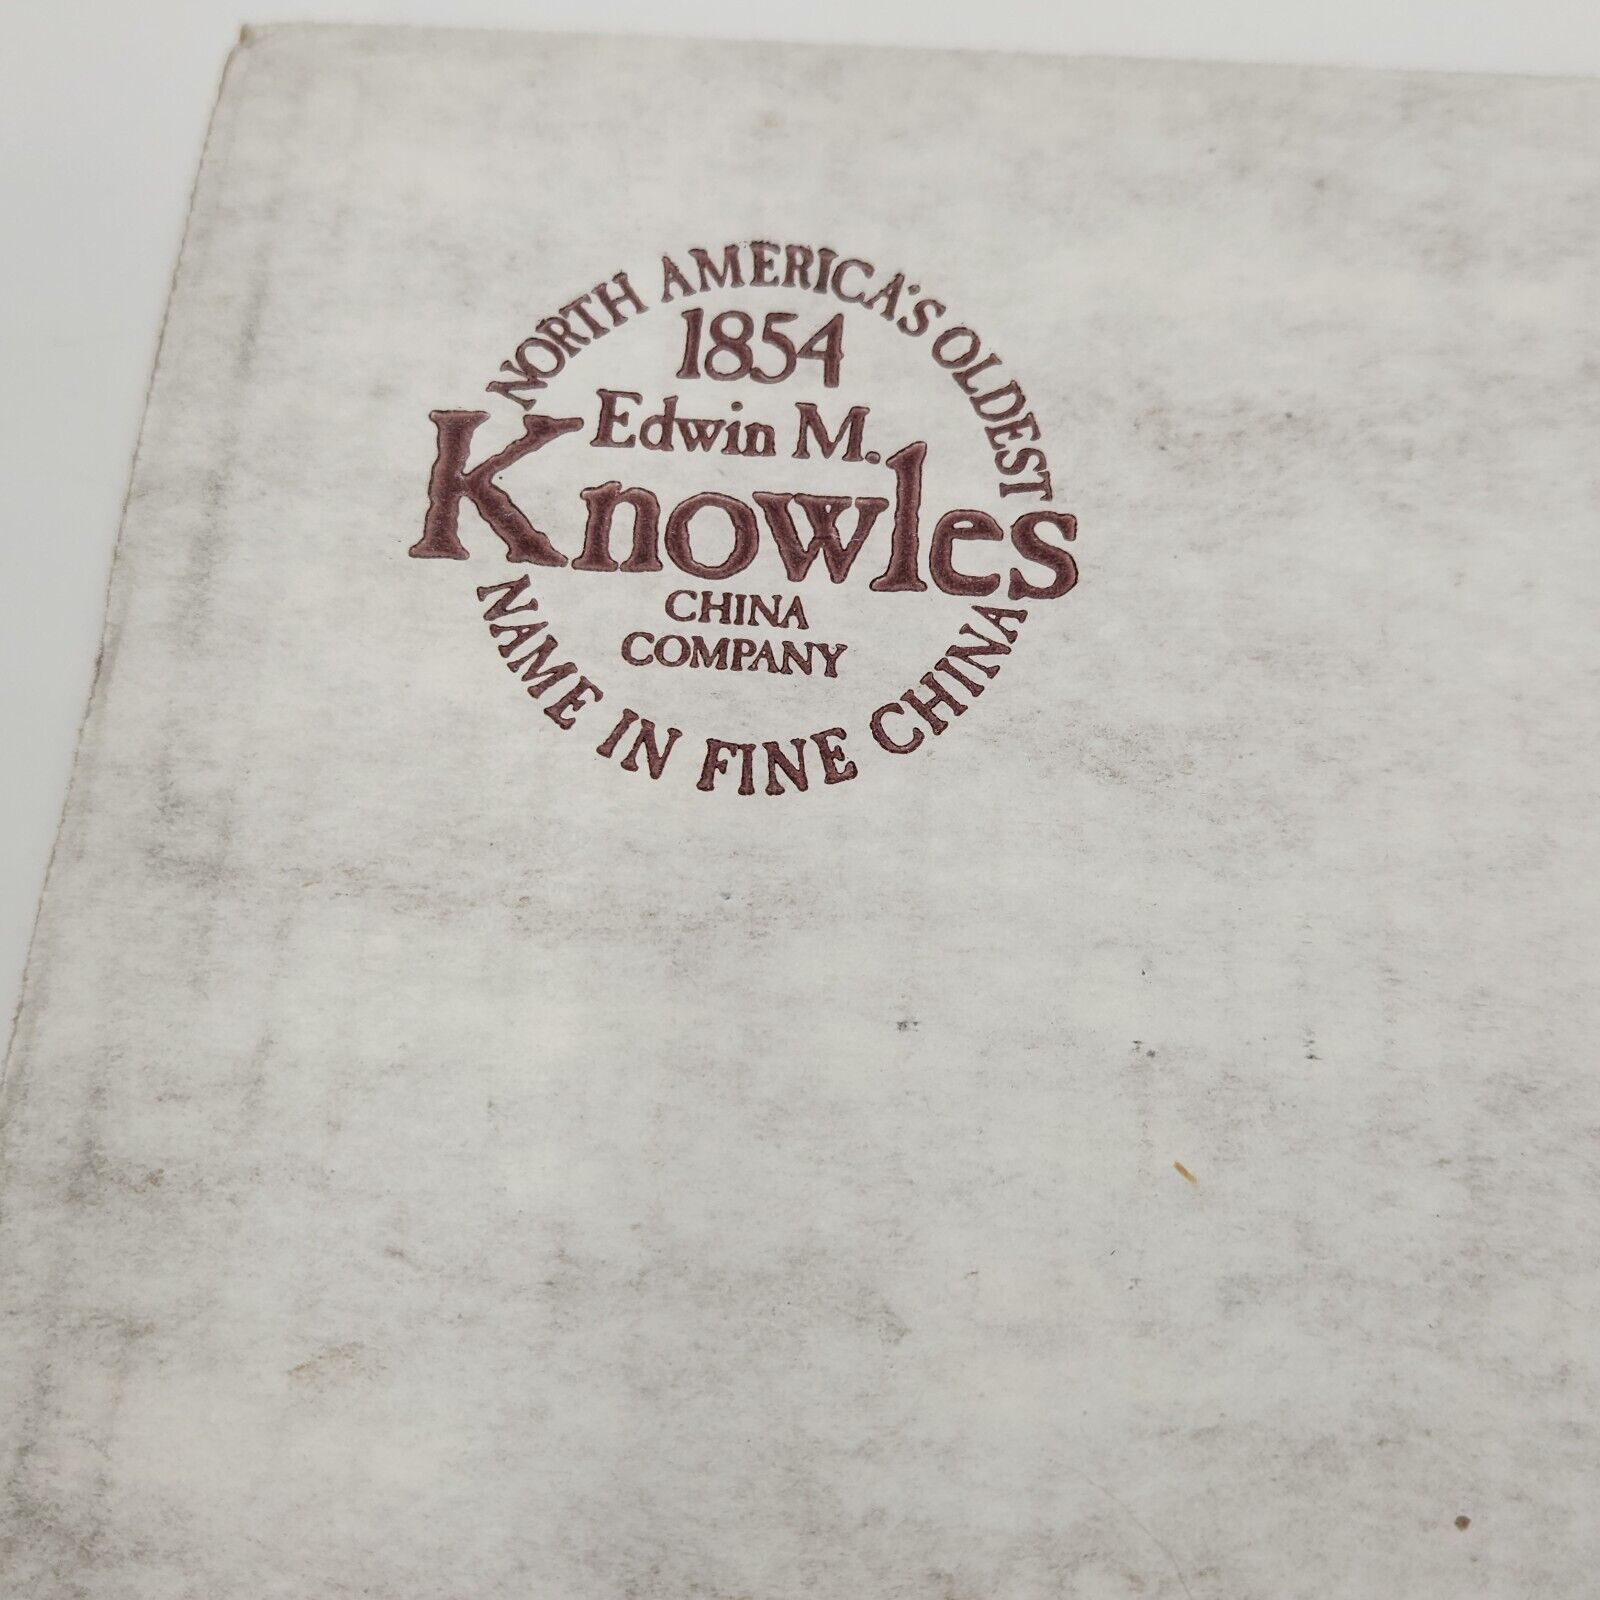 NORTH AMERICA'S OLDEST
1854
Edwin M.
Knowles
CHINA
COMPANY
NAME IN FINE CHINA